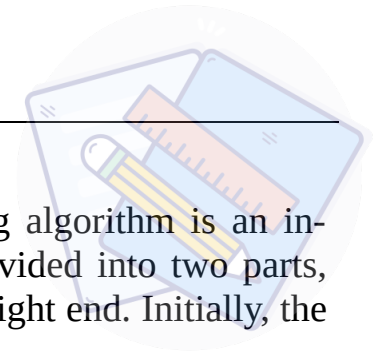 g algorithm is an in-
vided into two parts,
ight end. Initially, the